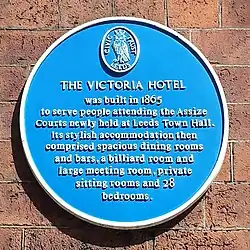 CIVIC TRUST
LEEDS
THE VICTORIA HOTEL
was built in 1865
to serve people attending the Assize
Courts newly held at Leeds Town Hall.
Its stylish accommodation then
comprised spacious dining rooms
and bars, a billiard room and
large meeting room, private
sitting rooms and 28
bedrooms.